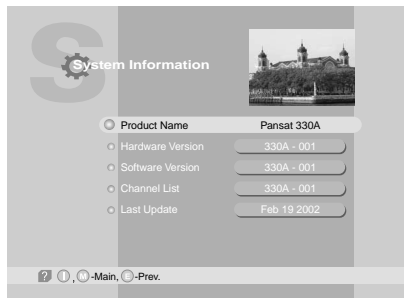 System Information
Product Name Pansat 330A
Hardware Version 330A - 001
Software Version 330A - 001
Channel List 330A - 001
Last Update Feb 19 2002
? I , M -Main, E -Prev.